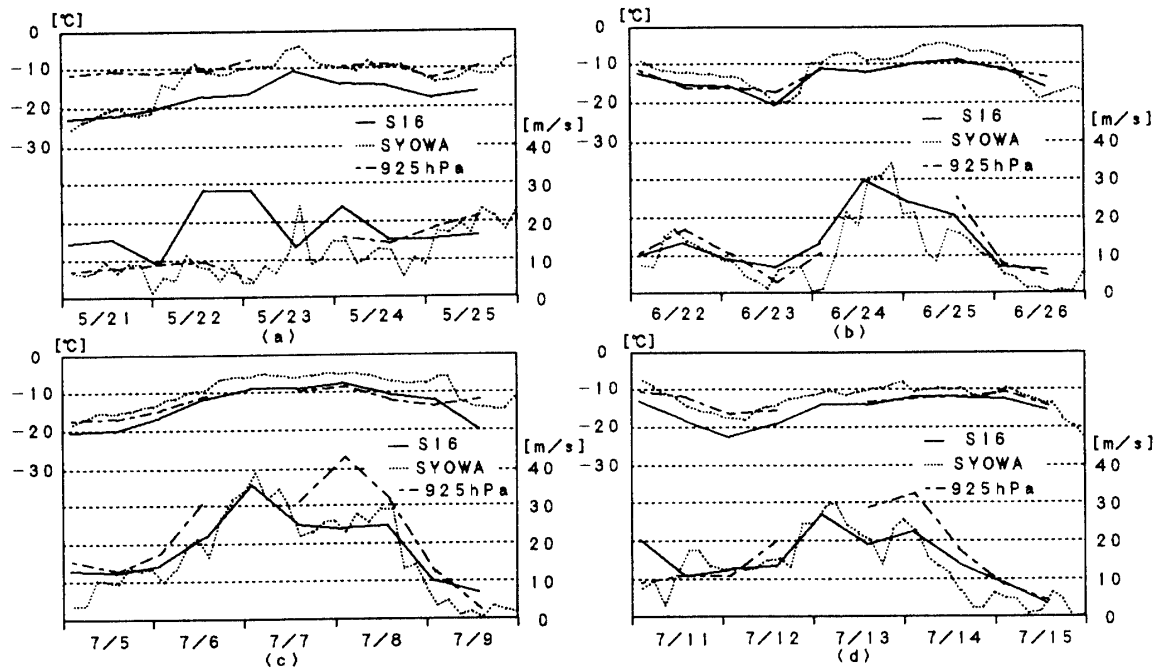 [℃]
0
-10
-20
-30
S16
SYOWA
925hPa
[m/s]
40
30
20
10
0
5/21 5/22 5/23 5/24 5/25
(a)
[℃]
0
-10
-20
-30
S16
SYOWA
925hPa
[m/s]
40
30
20
10
0
6/22 6/23 6/24 6/25 6/26
(b)
[℃]
0
-10
-20
-30
S16
SYOWA
925hPa
[m/s]
40
30
20
10
0
7/5 7/6 7/7 7/8 7/9
(c)
[℃]
0
-10
-20
-30
S16
SYOWA
925hPa
[m/s]
40
30
20
10
0
7/11 7/12 7/13 7/14 7/15
(d)